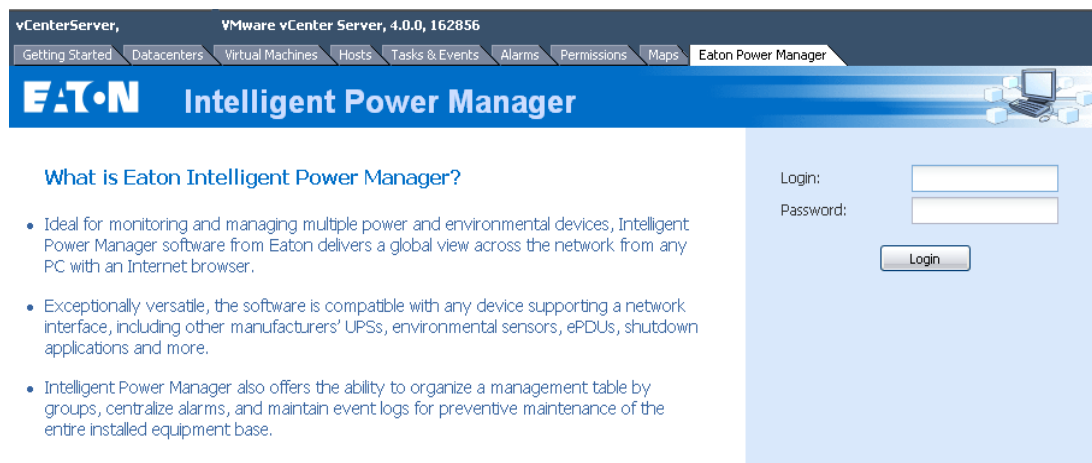 vCenterServer, VMware vCenter Server, 4.0.0, 162856
Getting Started Datacenters Virtual Machines Hosts Tasks & Events Alarms Permissions Maps Eaton Power Manager
EATON Intelligent Power Manager
What is Eaton Intelligent Power Manager?
• Ideal for monitoring and managing multiple power and environmental devices, Intelligent
Power Manager software from Eaton delivers a global view across the network from any
PC with an Internet browser.
• Exceptionally versatile, the software is compatible with any device supporting a network
interface, including other manufacturers' UPSs, environmental sensors, ePDUs, shutdown
applications and more.
• Intelligent Power Manager also offers the ability to organize a management table by
groups, centralize alarms, and maintain event logs for preventive maintenance of the
entire installed equipment base.
Login:
Password:
Login